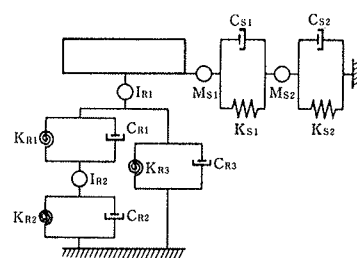 C_S1
C_S2
I_R1
M_S1
M_S2
K_S1
K_S2
K_R1
C_R1
K_R3
C_R3
I_R2
K_R2
C_R2